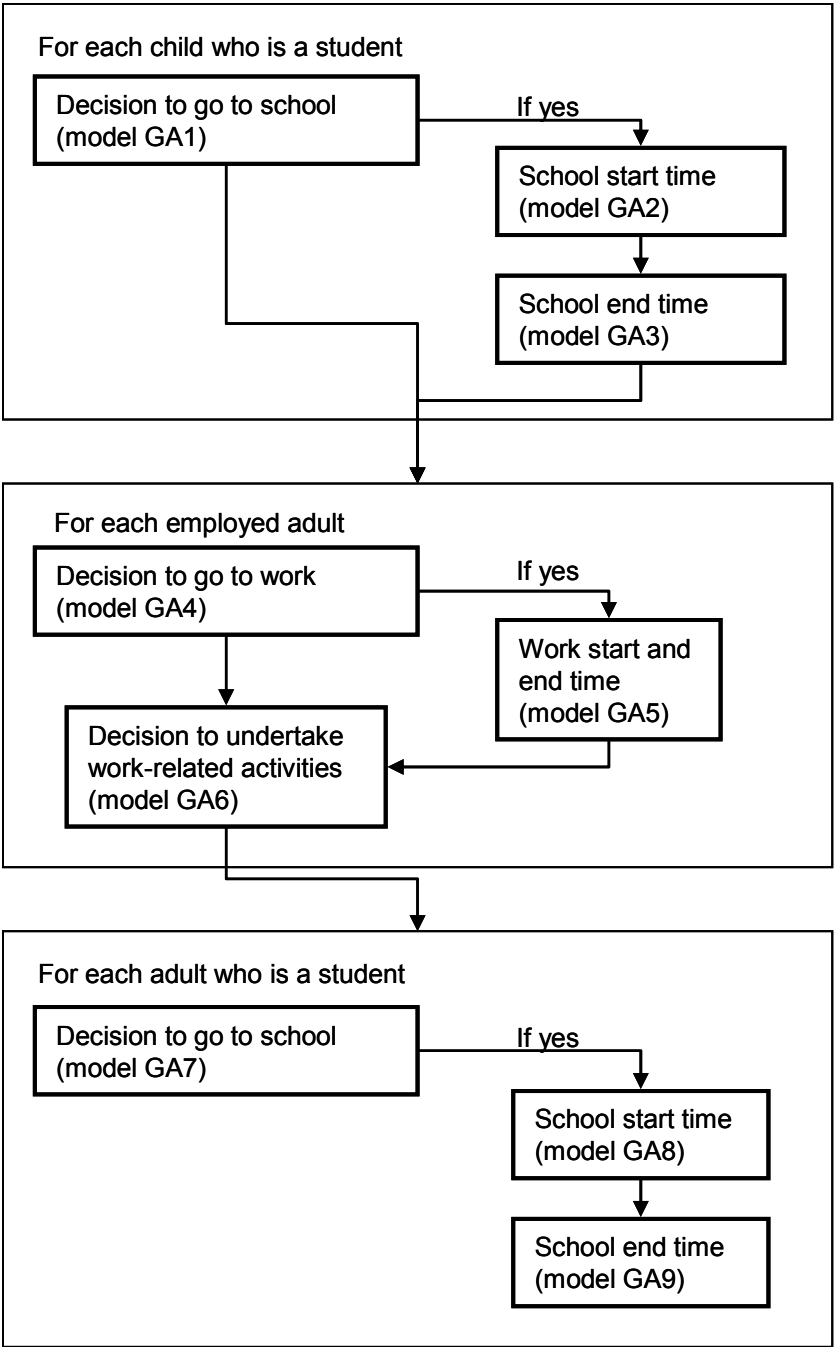 For each child who is a student
Decision to go to school
(model GA1)
If yes
School start time
(model GA2)
School end time
(model GA3)
For each employed adult
Decision to go to work
(model GA4)
If yes
Work start and
end time
(model GA5)
Decision to undertake
work-related activities
(model GA6)
For each adult who is a student
Decision to go to school
(model GA7)
If yes
School start time
(model GA8)
School end time
(model GA9)